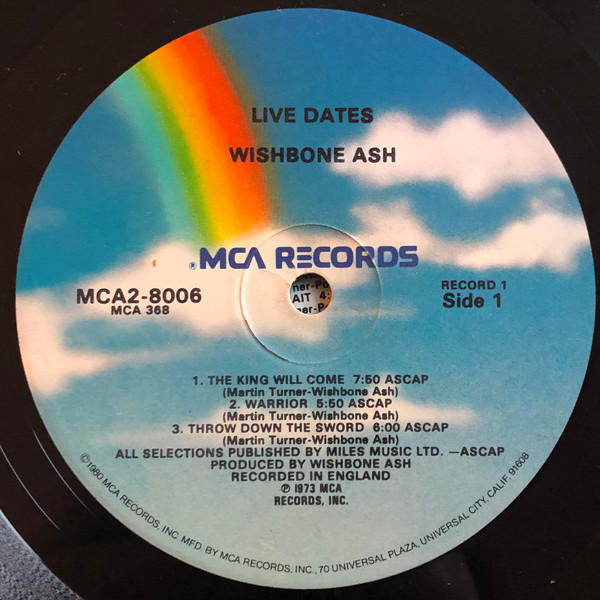 LIVE DATES
WISHBONE ASH
®MCA RECORDS
MCA2-8006
MCA 368
RECORD 1
Side 1
AIT 4:
1. THE KING WILL COME 7:50 ASCAP
(Martin Turner-Wishbone Ash)
2. WARRIOR 5:50 ASCAP
(Martin Turner-Wishbone Ash)
3. THROW DOWN THE SWORD 6:00 ASCAP
(Martin Turner-Wishbone Ash)
ALL SELECTIONS PUBLISHED BY MILES MUSIC LTD. —ASCAP
PRODUCED BY WISHBONE ASH
RECORDED IN ENGLAND
℗ 1973 MCA
RECORDS, INC.
©1980 MCA RECORDS, INC. MFD. BY MCA RECORDS, INC., 70 UNIVERSAL PLAZA, UNIVERSAL CITY, CALIF. 91608